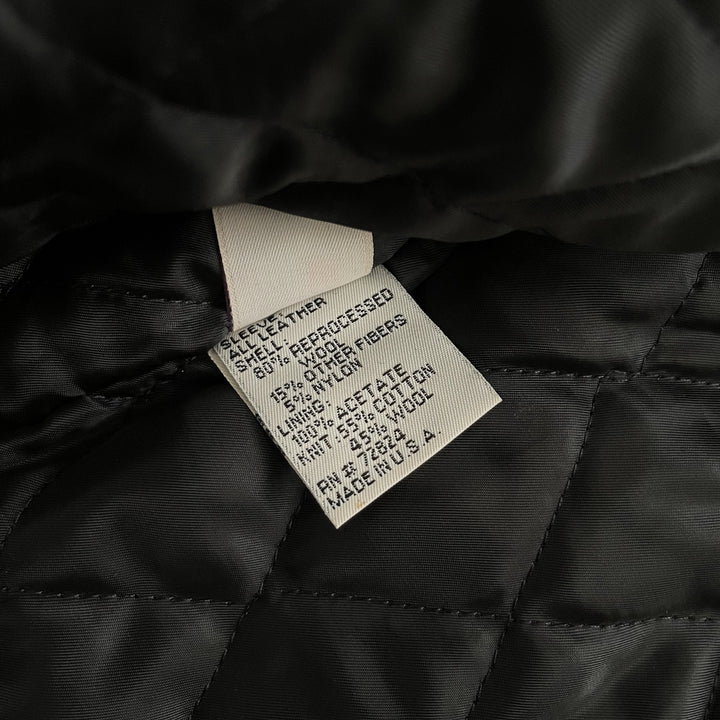 SLEEVE:
ALL LEATHER
SHELL:
80% REPROCESSED
WOOL
15% OTHER FIBERS
5% NYLON
LINING:
100% ACETATE
KNIT: 55% COTTON
45% WOOL
RN# 72824
MADE IN U.S.A.